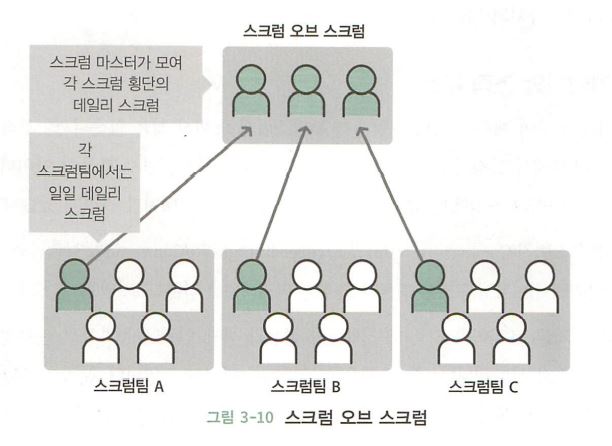 스크럼 오브 스크럼
스크럼 마스터가 모여
각 스크럼 횡단의
데일리 스크럼
각
스크럼팀에서는
일일 데일리
스크럼
스크럼팀 A
스크럼팀 B
스크럼팀 C
그림 3-10 스크럼 오브 스크럼